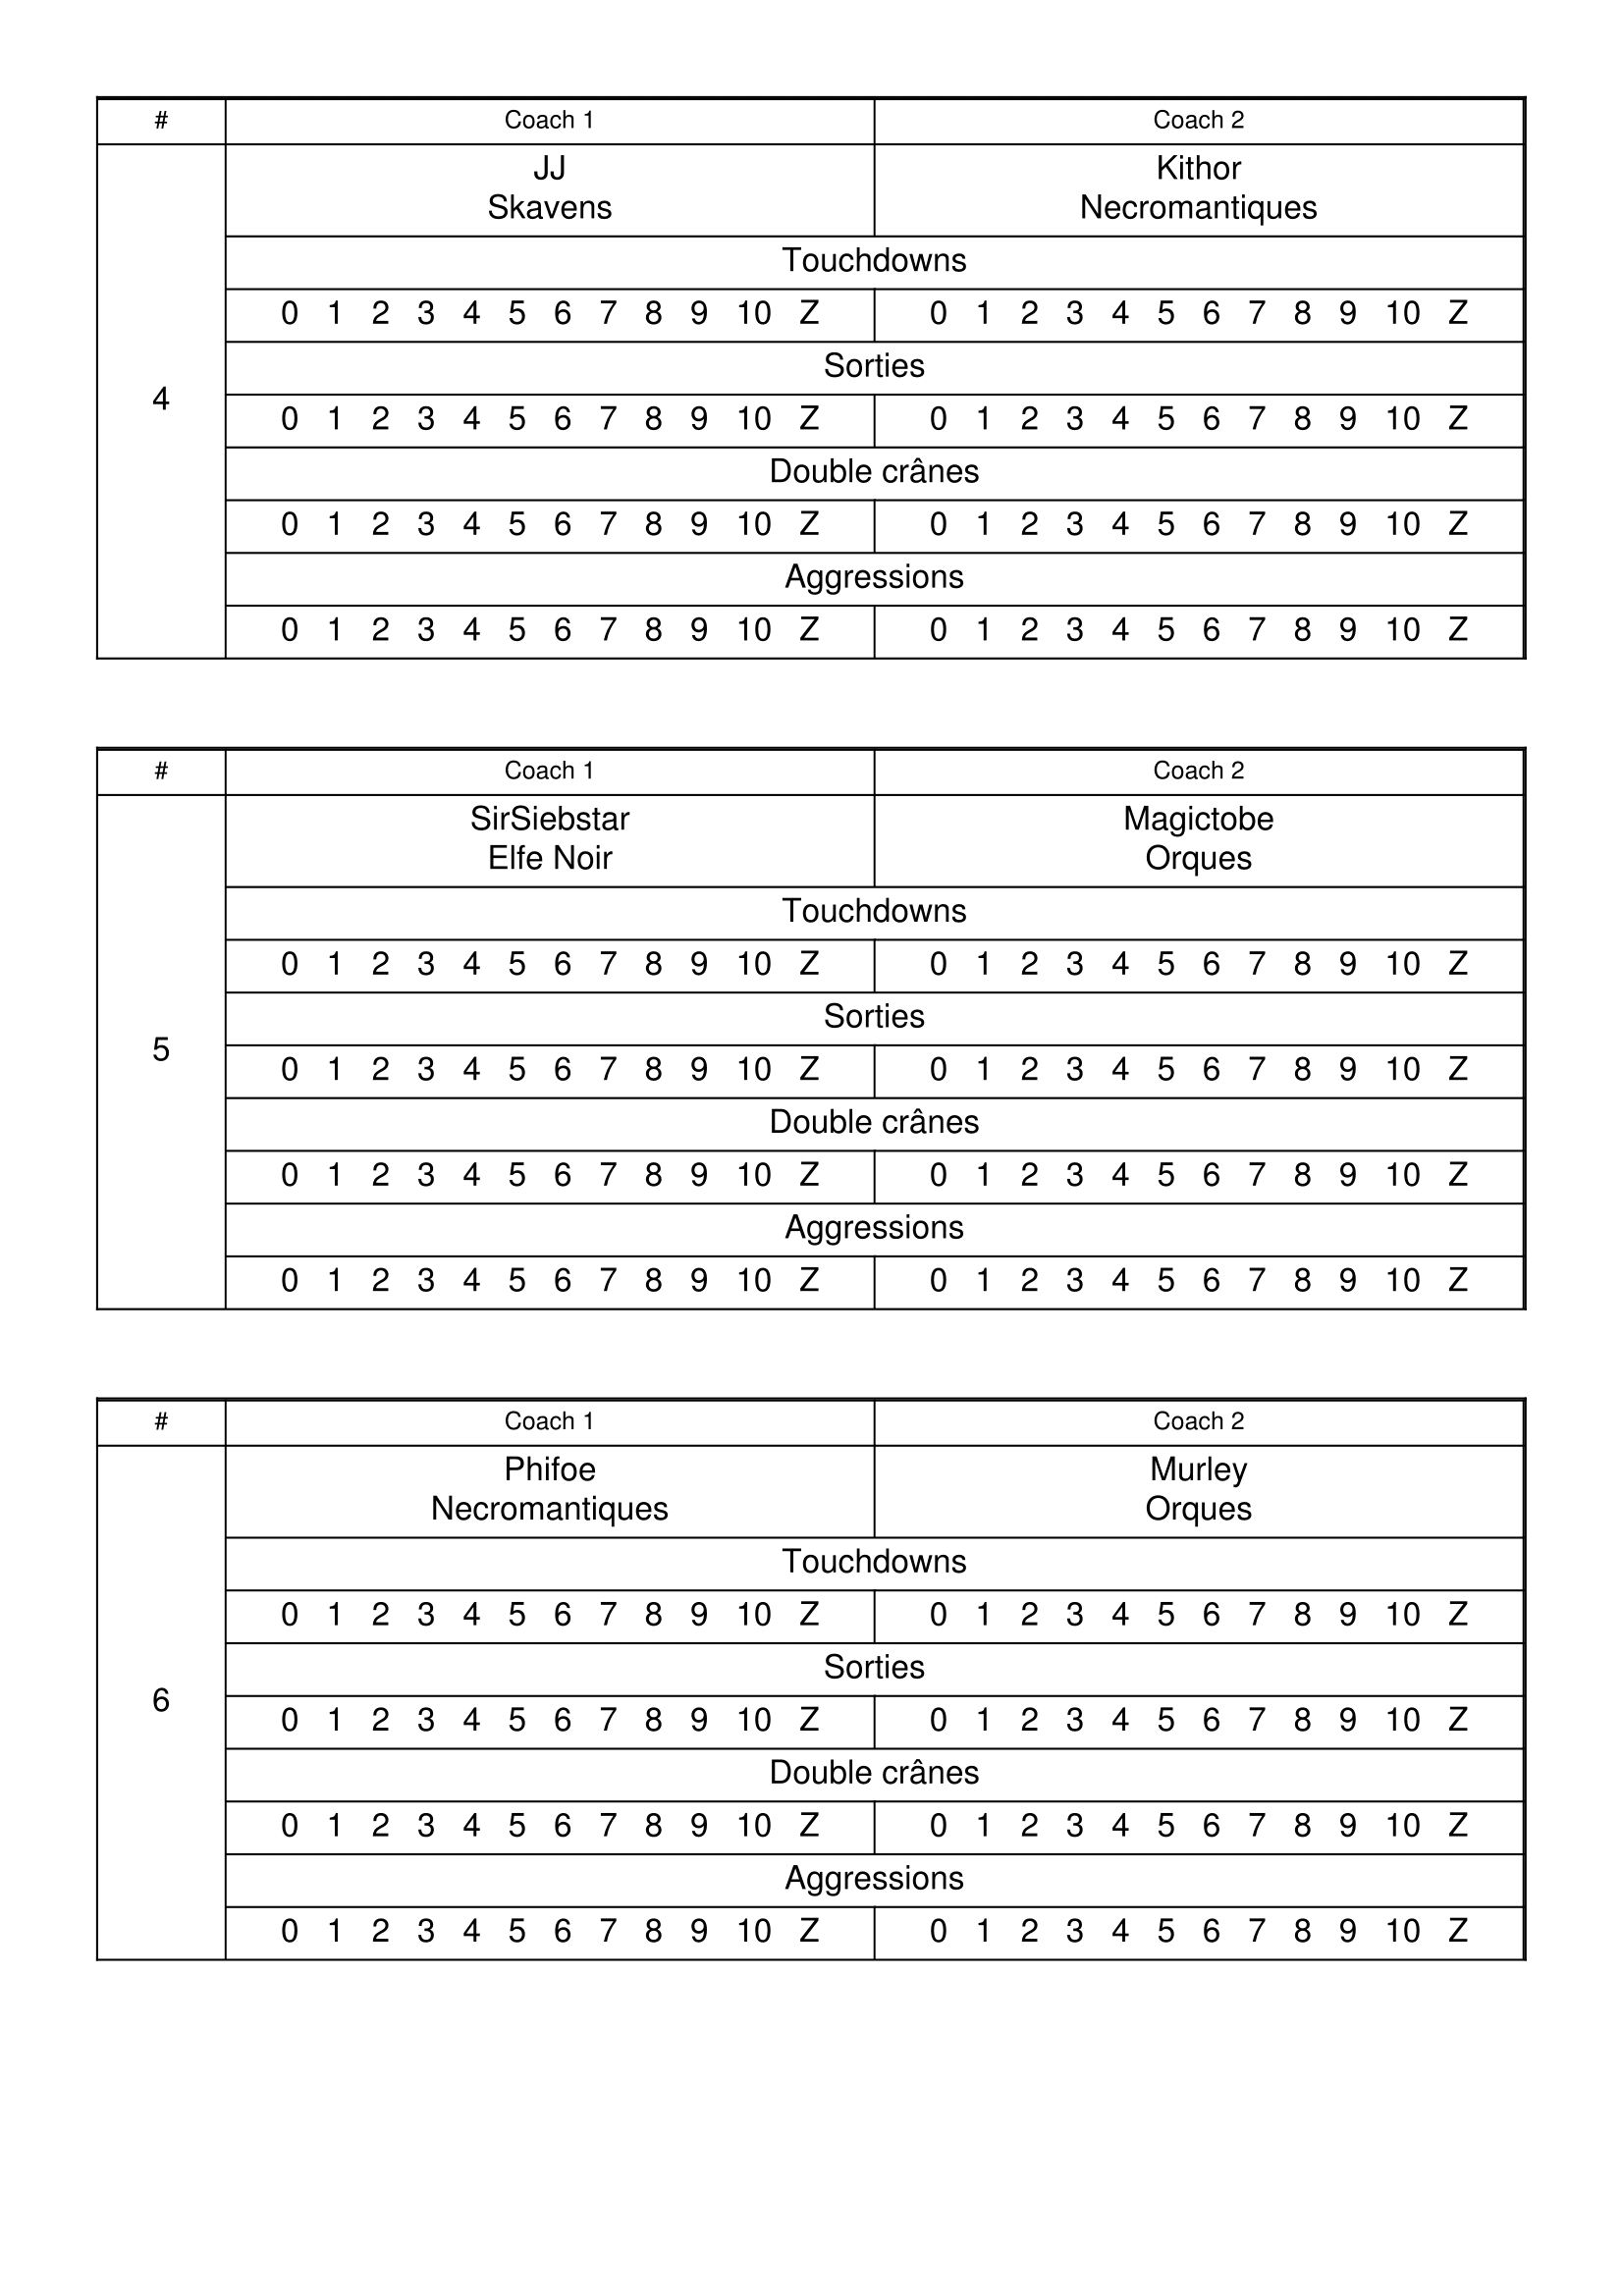 # Coach 1 Coach 2
JJ Kithor
Skavens Necromantiques
Touchdowns
0 1 2 3 4 5 6 7 8 9 10 Z 0 1 2 3 4 5 6 7 8 9 10 Z
Sorties
4
0 1 2 3 4 5 6 7 8 9 10 Z 0 1 2 3 4 5 6 7 8 9 10 Z
Double crânes
0 1 2 3 4 5 6 7 8 9 10 Z 0 1 2 3 4 5 6 7 8 9 10 Z
Aggressions
0 1 2 3 4 5 6 7 8 9 10 Z 0 1 2 3 4 5 6 7 8 9 10 Z
# Coach 1 Coach 2
SirSiebstar Magictobe
Elfe Noir Orques
Touchdowns
0 1 2 3 4 5 6 7 8 9 10 Z 0 1 2 3 4 5 6 7 8 9 10 Z
Sorties
5
0 1 2 3 4 5 6 7 8 9 10 Z 0 1 2 3 4 5 6 7 8 9 10 Z
Double crânes
0 1 2 3 4 5 6 7 8 9 10 Z 0 1 2 3 4 5 6 7 8 9 10 Z
Aggressions
0 1 2 3 4 5 6 7 8 9 10 Z 0 1 2 3 4 5 6 7 8 9 10 Z
# Coach 1 Coach 2
Phifoe Murley
Necromantiques Orques
Touchdowns
0 1 2 3 4 5 6 7 8 9 10 Z 0 1 2 3 4 5 6 7 8 9 10 Z
Sorties
6
0 1 2 3 4 5 6 7 8 9 10 Z 0 1 2 3 4 5 6 7 8 9 10 Z
Double crânes
0 1 2 3 4 5 6 7 8 9 10 Z 0 1 2 3 4 5 6 7 8 9 10 Z
Aggressions
0 1 2 3 4 5 6 7 8 9 10 Z 0 1 2 3 4 5 6 7 8 9 10 Z